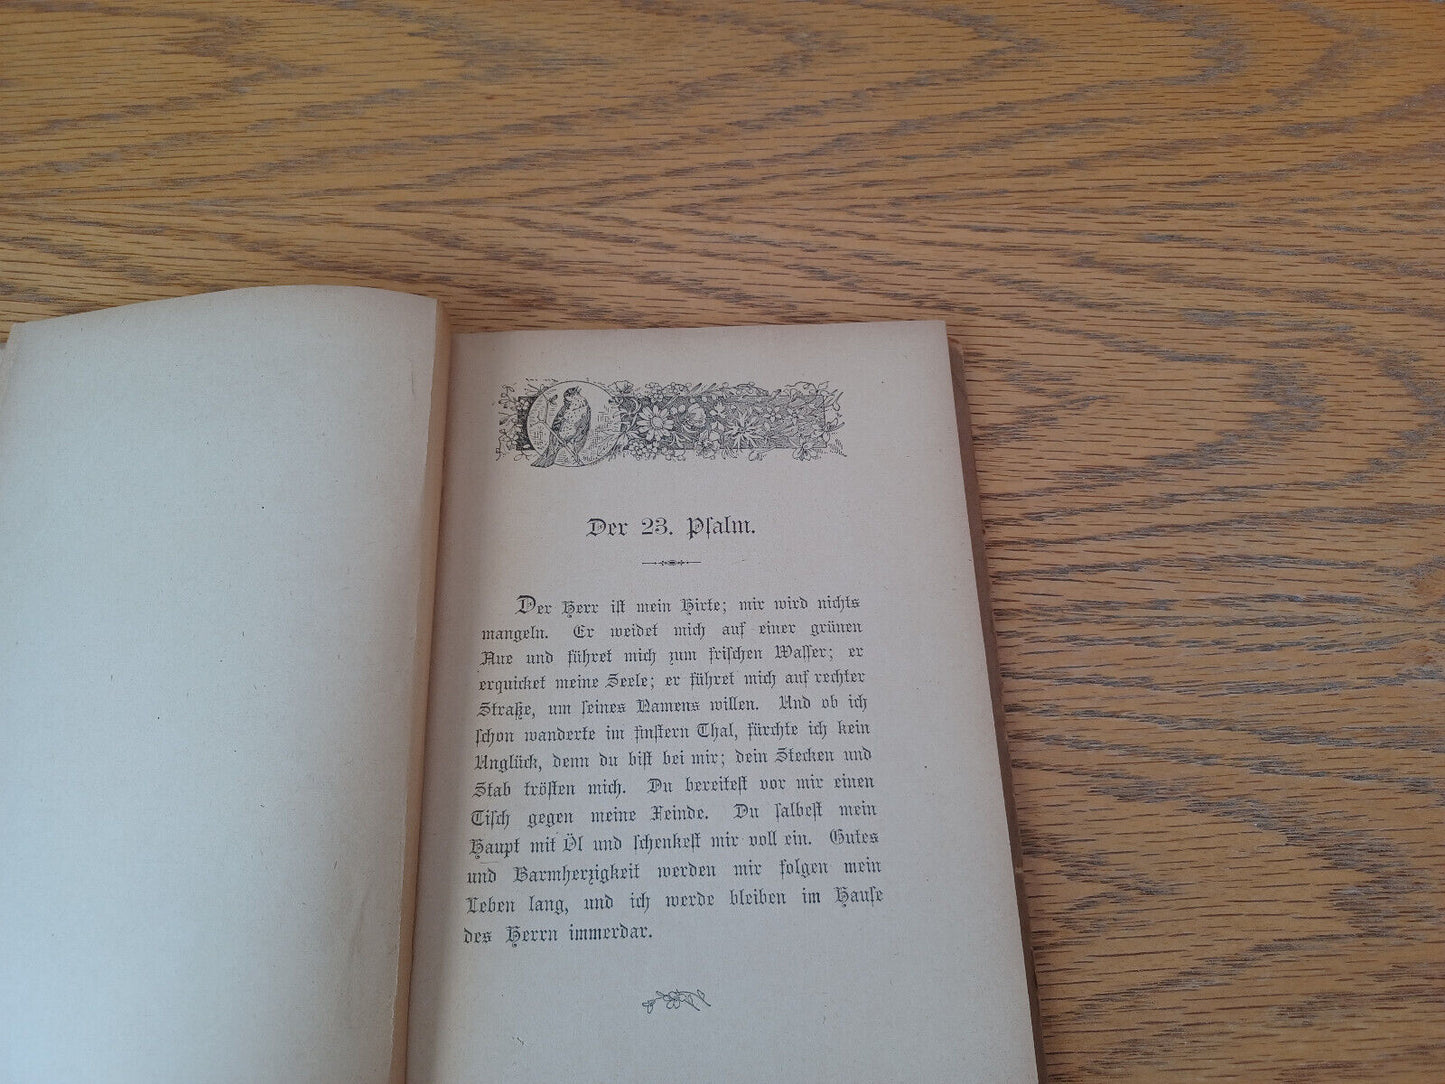 Der 23. Psalm.
Der Herr ist mein Hirte; mir wird nichts
mangeln. Er weidet mich auf einer grünen
Aue und führet mich zum frischen Wasser; er
erquicket meine Seele; er führet mich auf rechter
Straße, um seines Namens willen. Und ob ich
schon wanderte im finstern Thal, fürchte ich kein
Unglück, denn du bist bei mir; dein Stecken und
Stab trösten mich. Du bereitest vor mir einen
Tisch gegen meine Feinde. Du salbest mein
Haupt mit Öl und schenkest mir voll ein. Gutes
und Barmherzigkeit werden mir folgen mein
Leben lang, und ich werde bleiben im Hause
des Herrn immerdar.